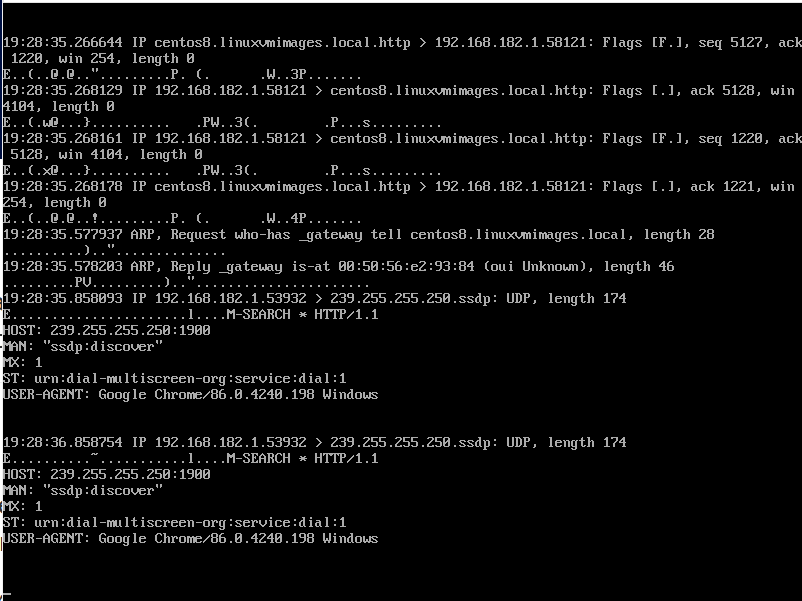 19:28:35.266644 IP centos8.linuxvmimages.local.http > 192.168.182.1.58121: Flags [F.], seq 5127, ack
 1220, win 254, length 0
E..(..@.@..".........P. (.       .W..3P.......
19:28:35.268129 IP 192.168.182.1.58121 > centos8.linuxvmimages.local.http: Flags [.], ack 5128, win
4104, length 0
E..(.w@...}..........   .PW..3(.         .P...s.........
19:28:35.268161 IP 192.168.182.1.58121 > centos8.linuxvmimages.local.http: Flags [F.], seq 1220, ack
 5128, win 4104, length 0
E..(.x@...}..........   .PW..3(.         .P...s.........
19:28:35.268178 IP centos8.linuxvmimages.local.http > 192.168.182.1.58121: Flags [.], ack 1221, win
254, length 0
E..(..@.@..!.........P. (.       .W..4P.......
19:28:35.577937 ARP, Request who-has _gateway tell centos8.linuxvmimages.local, length 28
..........)..".............
19:28:35.578203 ARP, Reply _gateway is-at 00:50:56:e2:93:84 (oui Unknown), length 46
.........PV.........)..".......................
19:28:35.858093 IP 192.168.182.1.53932 > 239.255.255.250.ssdp: UDP, length 174
E......................l....M-SEARCH * HTTP/1.1
HOST: 239.255.255.250:1900
MAN: "ssdp:discover"
MX: 1
ST: urn:dial-multiscreen-org:service:dial:1
USER-AGENT: Google Chrome/86.0.4240.198 Windows
19:28:36.858754 IP 192.168.182.1.53932 > 239.255.255.250.ssdp: UDP, length 174
E..........~...........l....M-SEARCH * HTTP/1.1
HOST: 239.255.255.250:1900
MAN: "ssdp:discover"
MX: 1
ST: urn:dial-multiscreen-org:service:dial:1
USER-AGENT: Google Chrome/86.0.4240.198 Windows